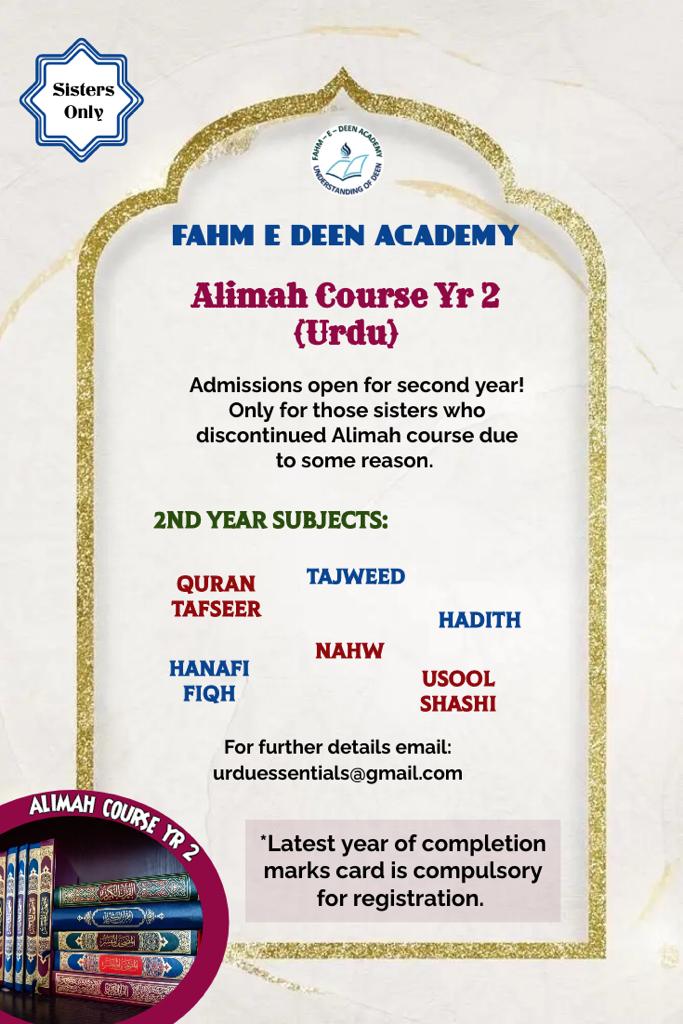 Sisters
Only
FAHM – E – DEEN ACADEMY
UNDERSTANDING OF DEEN
FAHM E DEEN ACADEMY
Alimah Course Yr 2
(Urdu)
Admissions open for second year!
Only for those sisters who
discontinued Alimah course due
to some reason.
2ND YEAR SUBJECTS:
QURAN
TAFSEER
TAJWEED
HADITH
NAHW
HANAFI
FIQH
USOOL
SHASHI
For further details email:
urduessentials@gmail.com
*Latest year of completion
marks card is compulsory
for registration.
ALIMAH COURSE YR 2